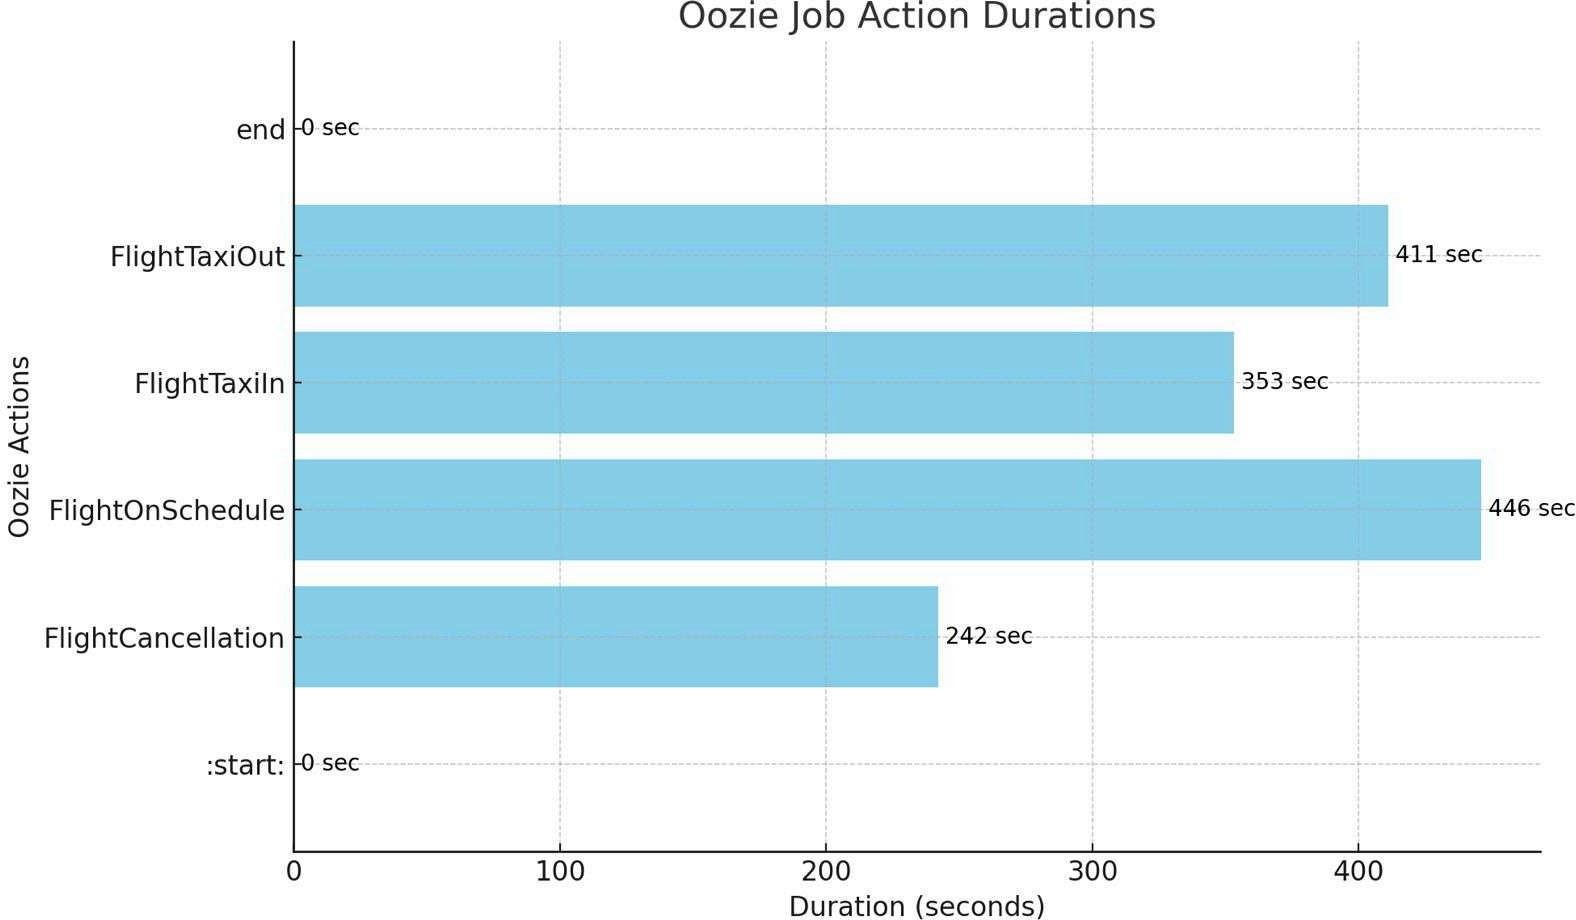 Oozie Job Action Durations
end
0 sec
FlightTaxiOut
411 sec
FlightTaxiIn
353 sec
Oozie Actions
FlightOnSchedule
446 sec
FlightCancellation
242 sec
:start:
0 sec
0 100 200 300 400
Duration (seconds)